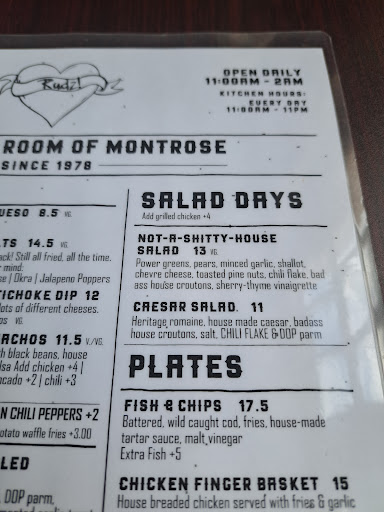 Rudz
OPEN DAILY
11:00AM - 2AM
KITCHEN HOURS:
EVERY DAY
11:00AM - 11PM
ROOM OF MONTROSE
SINCE 1978
UESO 8.5 VG.
TS 14.5 VG.
ack! Still all fried, all the time.
r mind:
se | Okra | Jalapeno Poppers
TICHOKE DIP 12
lots of different cheeses.
os VG.
ACHOS 11.5 V./VG.
h black beans, house
lsa Add chicken +4 |
cado +2 | chili +3
N CHILI PEPPERS +2
otato waffle fries +3.00
LED
, DOP parm,
SALAD DAYS
Add grilled chicken +4
NOT-A-SHITTY-HOUSE
SALAD 13 VG.
Power greens, pears, minced garlic, shallot,
chevre cheese, toasted pine nuts, chili flake, bad
ass house croutons, sherry-thyme vinaigrette
CAESAR SALAD. 11
Heritage romaine, house made caesar, badass
house croutons, salt, CHILI FLAKE & DOP parm
PLATES
FISH & CHIPS 17.5
Battered, wild caught cod, fries, house-made
tartar sauce, malt vinegar
Extra Fish +5
CHICKEN FINGER BASKET 15
House breaded chicken served with fries & garlic